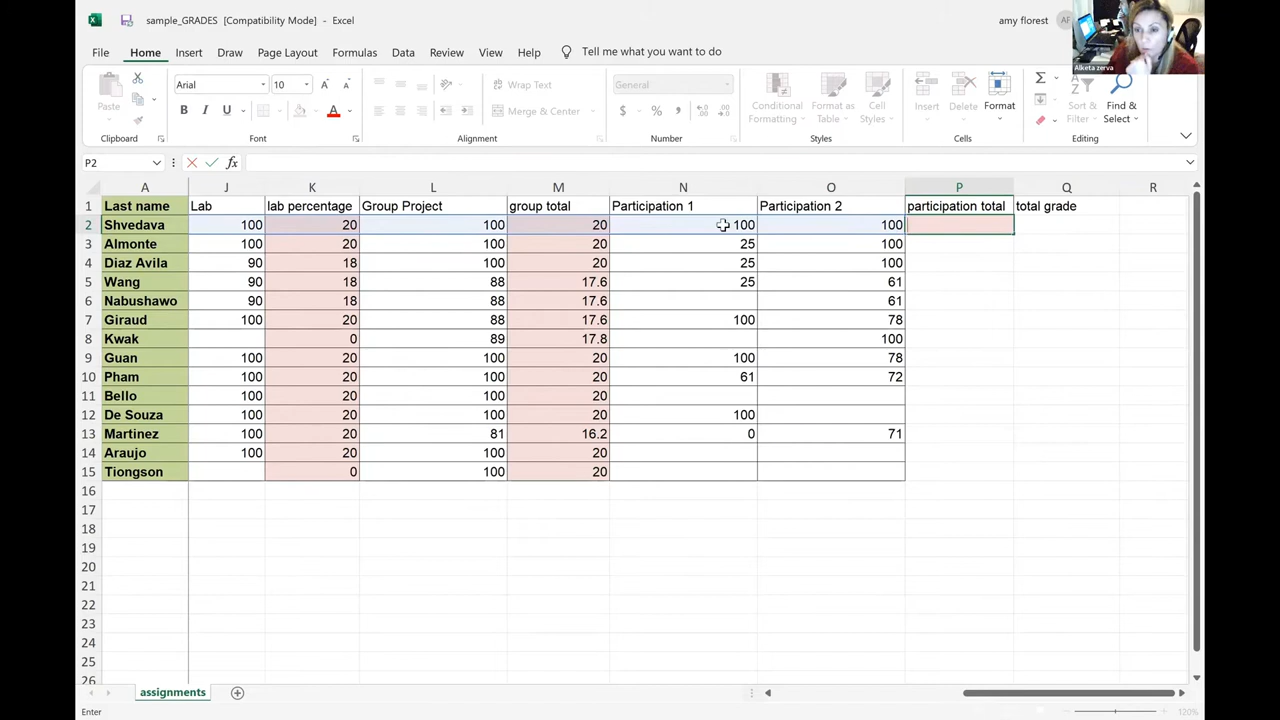 sample_GRADES [Compatibility Mode] - Excel
amy florest
AF
Alketa zerva
File Home Insert Draw Page Layout Formulas Data Review View Help Tell me what you want to do
Paste
Arial 10
Wrap Text
General
B I U
Merge & Center
$ %
Conditional Formatting
Format as Table
Cell Styles
Insert Delete Format
Sort & Filter
Find & Select
Clipboard Font Alignment Number Styles Cells Editing
P2 fx
A J K L M N O P Q R
1 Last name Lab lab percentage Group Project group total Participation 1 Participation 2 participation total total grade
2 Shvedava 100 20 100 20 100 100
3 Almonte 100 20 100 20 25 100
4 Diaz Avila 90 18 100 20 25 100
5 Wang 90 18 88 17.6 25 61
6 Nabushawo 90 18 88 17.6 61
7 Giraud 100 20 88 17.6 100 78
8 Kwak 0 89 17.8 100
9 Guan 100 20 100 20 100 78
10 Pham 100 20 100 20 61 72
11 Bello 100 20 100 20
12 De Souza 100 20 100 20 100
13 Martinez 100 20 81 16.2 0 71
14 Araujo 100 20 100 20
15 Tiongson 0 100 20
16
17
18
19
20
21
22
23
24
25
26
assignments
Enter
120%